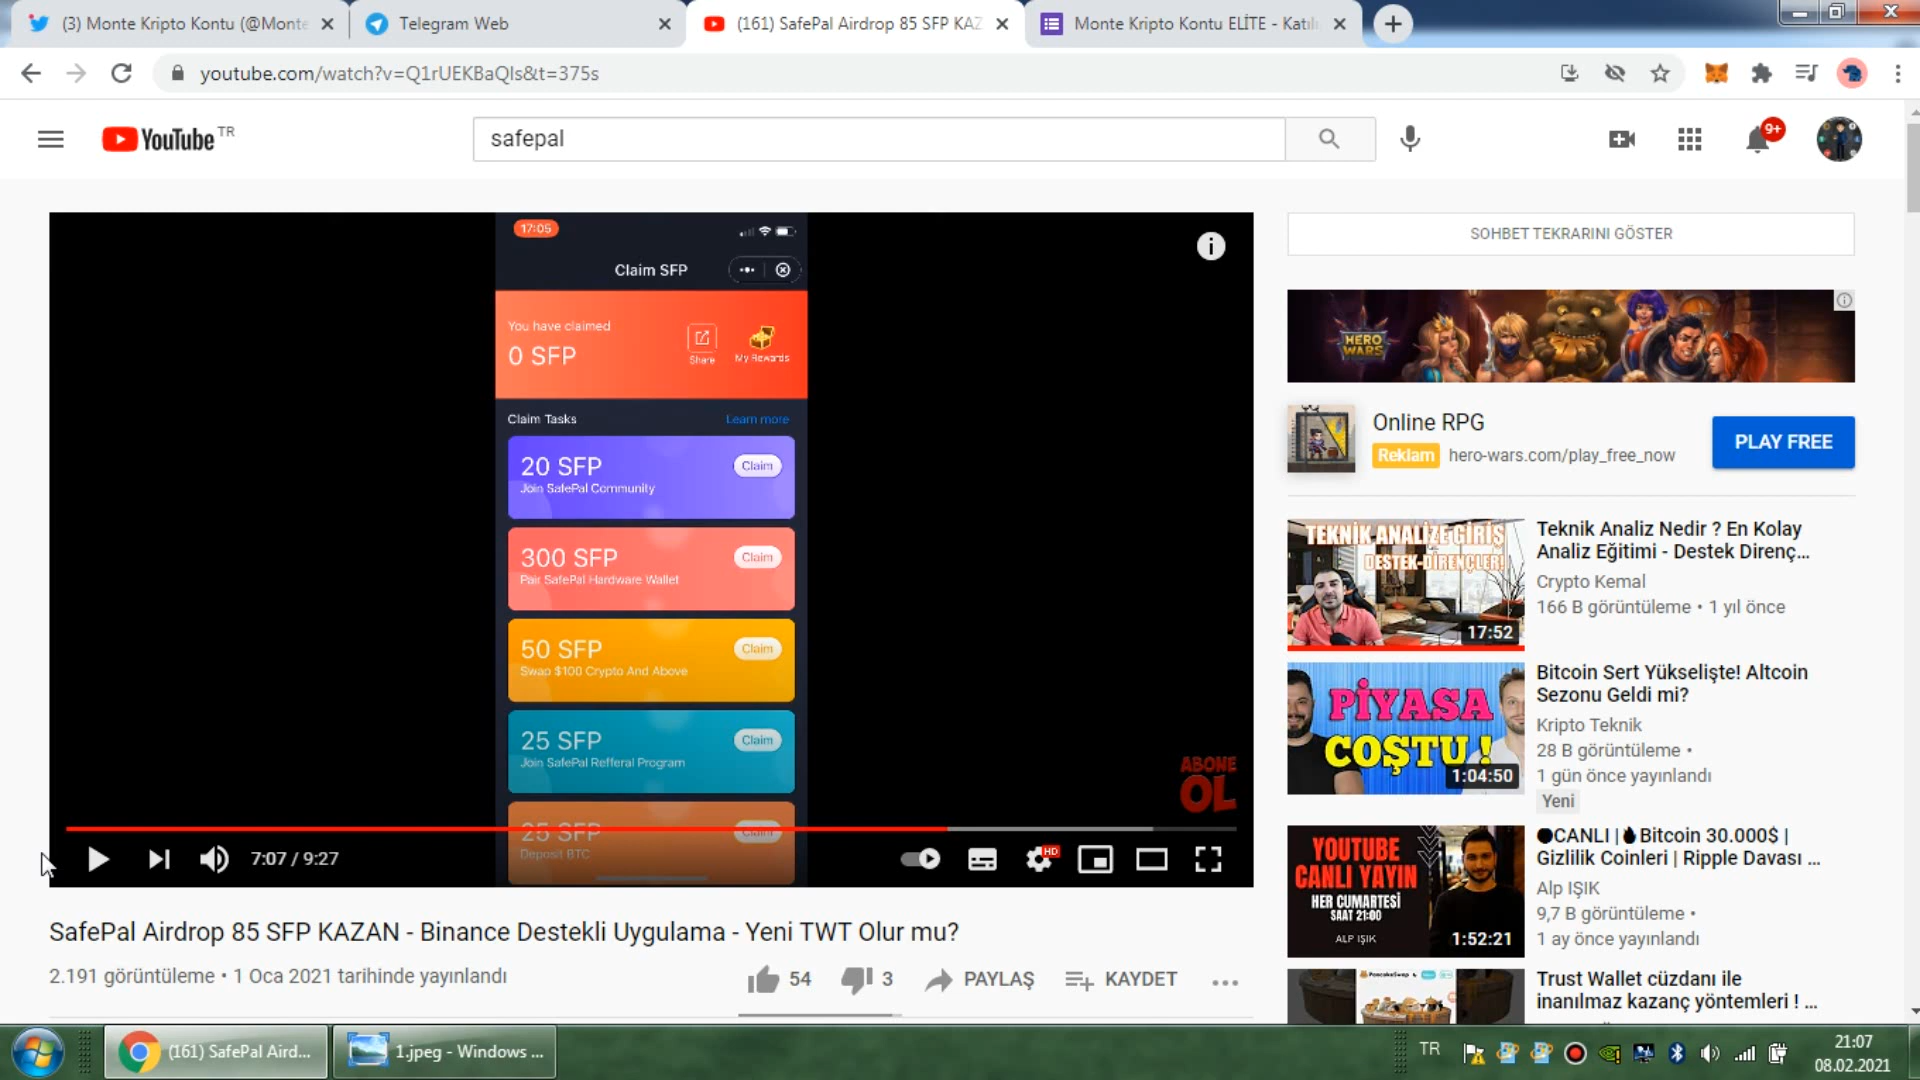 (3) Monte Kripto Kontu (@Monte
Telegram Web
(161) SafePal Airdrop 85 SFP KAZ
Monte Kripto Kontu ELİTE - Katılı
youtube.com/watch?v=Q1rUEKBaQIs&t=375s
YouTube TR
safepal
9+
17:05
Claim SFP
You have claimed
0 SFP
Share
My Rewards
Claim Tasks
Learn more
20 SFP
Claim
Join SafePal Community
300 SFP
Claim
Pair SafePal Hardware Wallet
50 SFP
Claim
Swap $100 Crypto And Above
25 SFP
Claim
Join SafePal Refferal Program
25 SFP
Claim
Deposit BTC
ABONE
OL
7:07 / 9:27
HD
SafePal Airdrop 85 SFP KAZAN - Binance Destekli Uygulama - Yeni TWT Olur mu?
2.191 görüntüleme • 1 Oca 2021 tarihinde yayınlandı
54
3
PAYLAŞ
KAYDET
SOHBET TEKRARINI GÖSTER
HERO
WARS
Online RPG
Reklam hero-wars.com/play_free_now
PLAY FREE
TEKNİK ANALİZE GİRİŞ
DESTEK-DİRENÇLER!
17:52
Teknik Analiz Nedir ? En Kolay
Analiz Eğitimi - Destek Direnç...
Crypto Kemal
166 B görüntüleme • 1 yıl önce
PİYASA
COŞTU !
1:04:50
Bitcoin Sert Yükselişte! Altcoin
Sezonu Geldi mi?
Kripto Teknik
28 B görüntüleme •
1 gün önce yayınlandı
Yeni
YOUTUBE
CANLI YAYIN
HER CUMARTESİ
SAAT 21:00
ALP IŞIK
1:52:21
●CANLI |💧Bitcoin 30.000$ |
Gizlilik Coinleri | Ripple Davası ...
Alp IŞIK
9,7 B görüntüleme •
1 ay önce yayınlandı
PancakeSwap
Trust Wallet cüzdanı ile
inanılmaz kazanç yöntemleri ! ...
(161) SafePal Aird...
1.jpeg - Windows ...
TR
21:07
08.02.2021